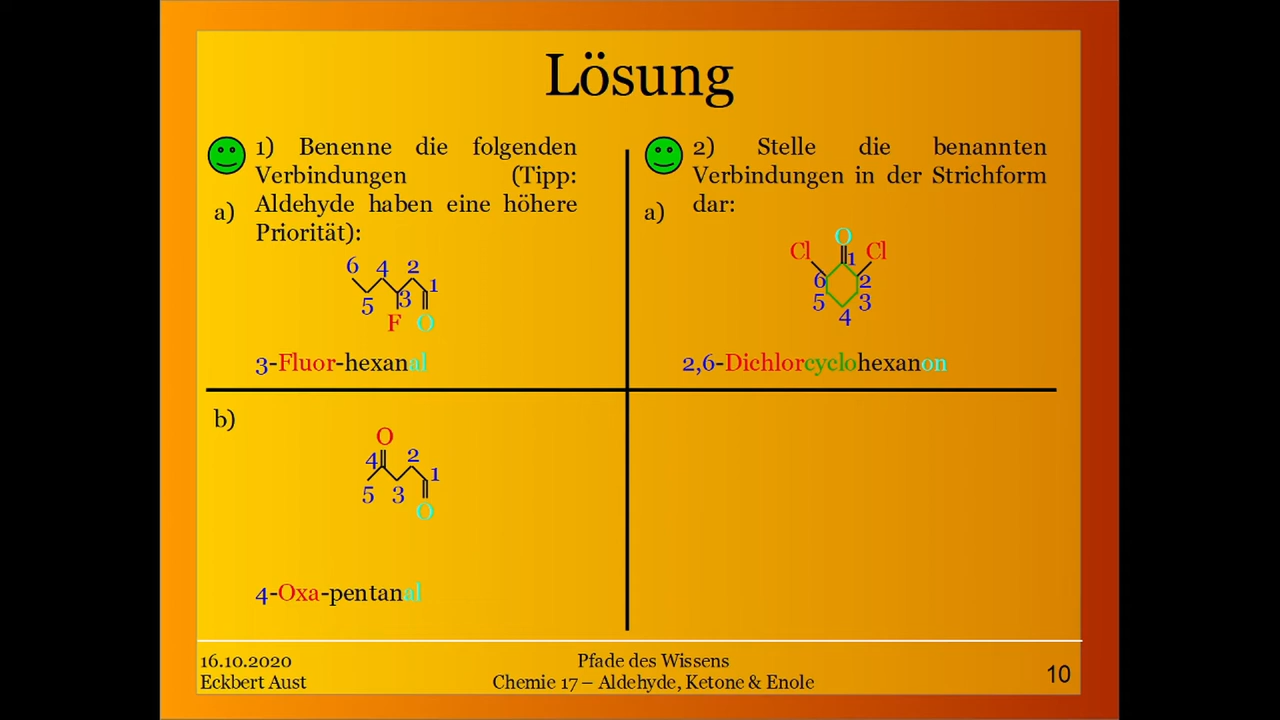 Lösung
1) Benenne die folgenden
Verbindungen (Tipp:
Aldehyde haben eine höhere
Priorität):
a)
6 4 2
1
5 3
F O
3-Fluor-hexanal
2) Stelle die benannten
Verbindungen in der Strichform
dar:
a)
O
Cl 1 Cl
6 2
5 3
4
2,6-Dichlorcyclohexanon
b)
O
4 2
1
5 3
O
4-Oxa-pentanal
16.10.2020
Eckbert Aust
Pfade des Wissens
Chemie 17 – Aldehyde, Ketone & Enole
10